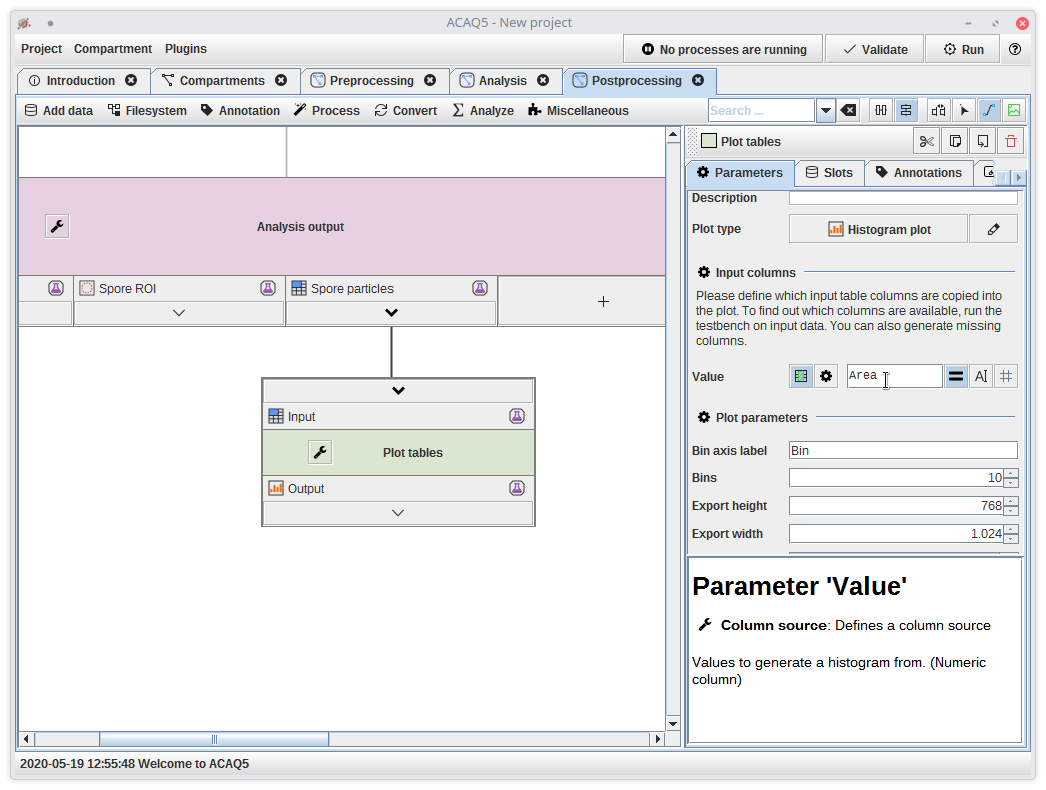 ACAQ5 - New project
Project Compartment Plugins
No processes are running
Validate
Run
Introduction
Compartments
Preprocessing
Analysis
Postprocessing
Add data
Filesystem
Annotation
Process
Convert
Analyze
Miscellaneous
Search ...
Analysis output
Spore ROI
Spore particles
Input
Plot tables
Output
Plot tables
Parameters
Slots
Annotations
Description
Plot type
Histogram plot
Input columns
Please define which input table columns are copied into
the plot. To find out which columns are available, run the
testbench on input data. You can also generate missing
columns.
Value
Area
Plot parameters
Bin axis label
Bin
Bins
10
Export height
768
Export width
1.024
Parameter 'Value'
Column source: Defines a column source
Values to generate a histogram from. (Numeric
column)
2020-05-19 12:55:48 Welcome to ACAQ5